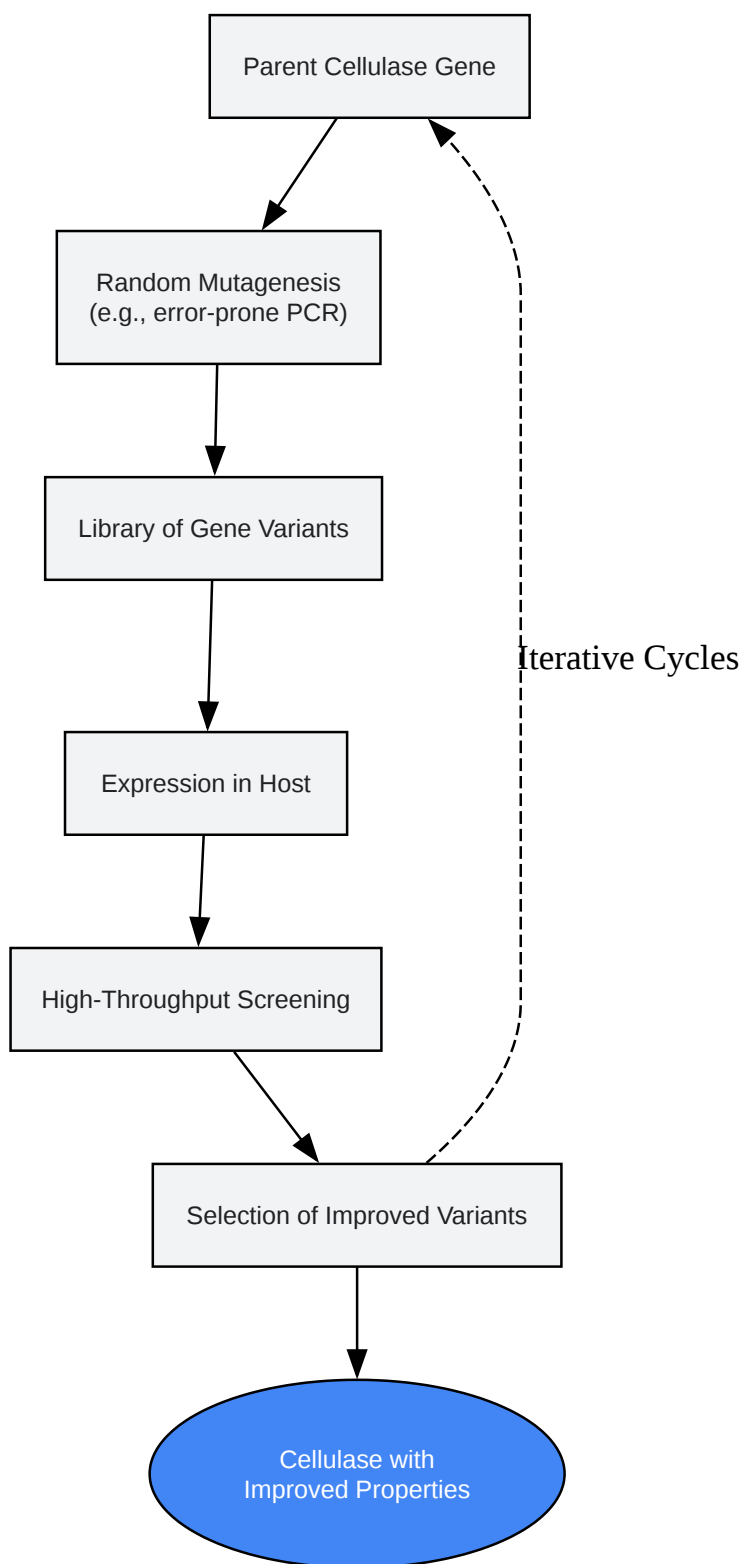 Parent Cellulase Gene
Random Mutagenesis
(e.g., error-prone PCR)
Library of Gene Variants
Iterative Cycles
Expression in Host
High-Throughput Screening
Selection of Improved Variants
Cellulase with
Improved Properties